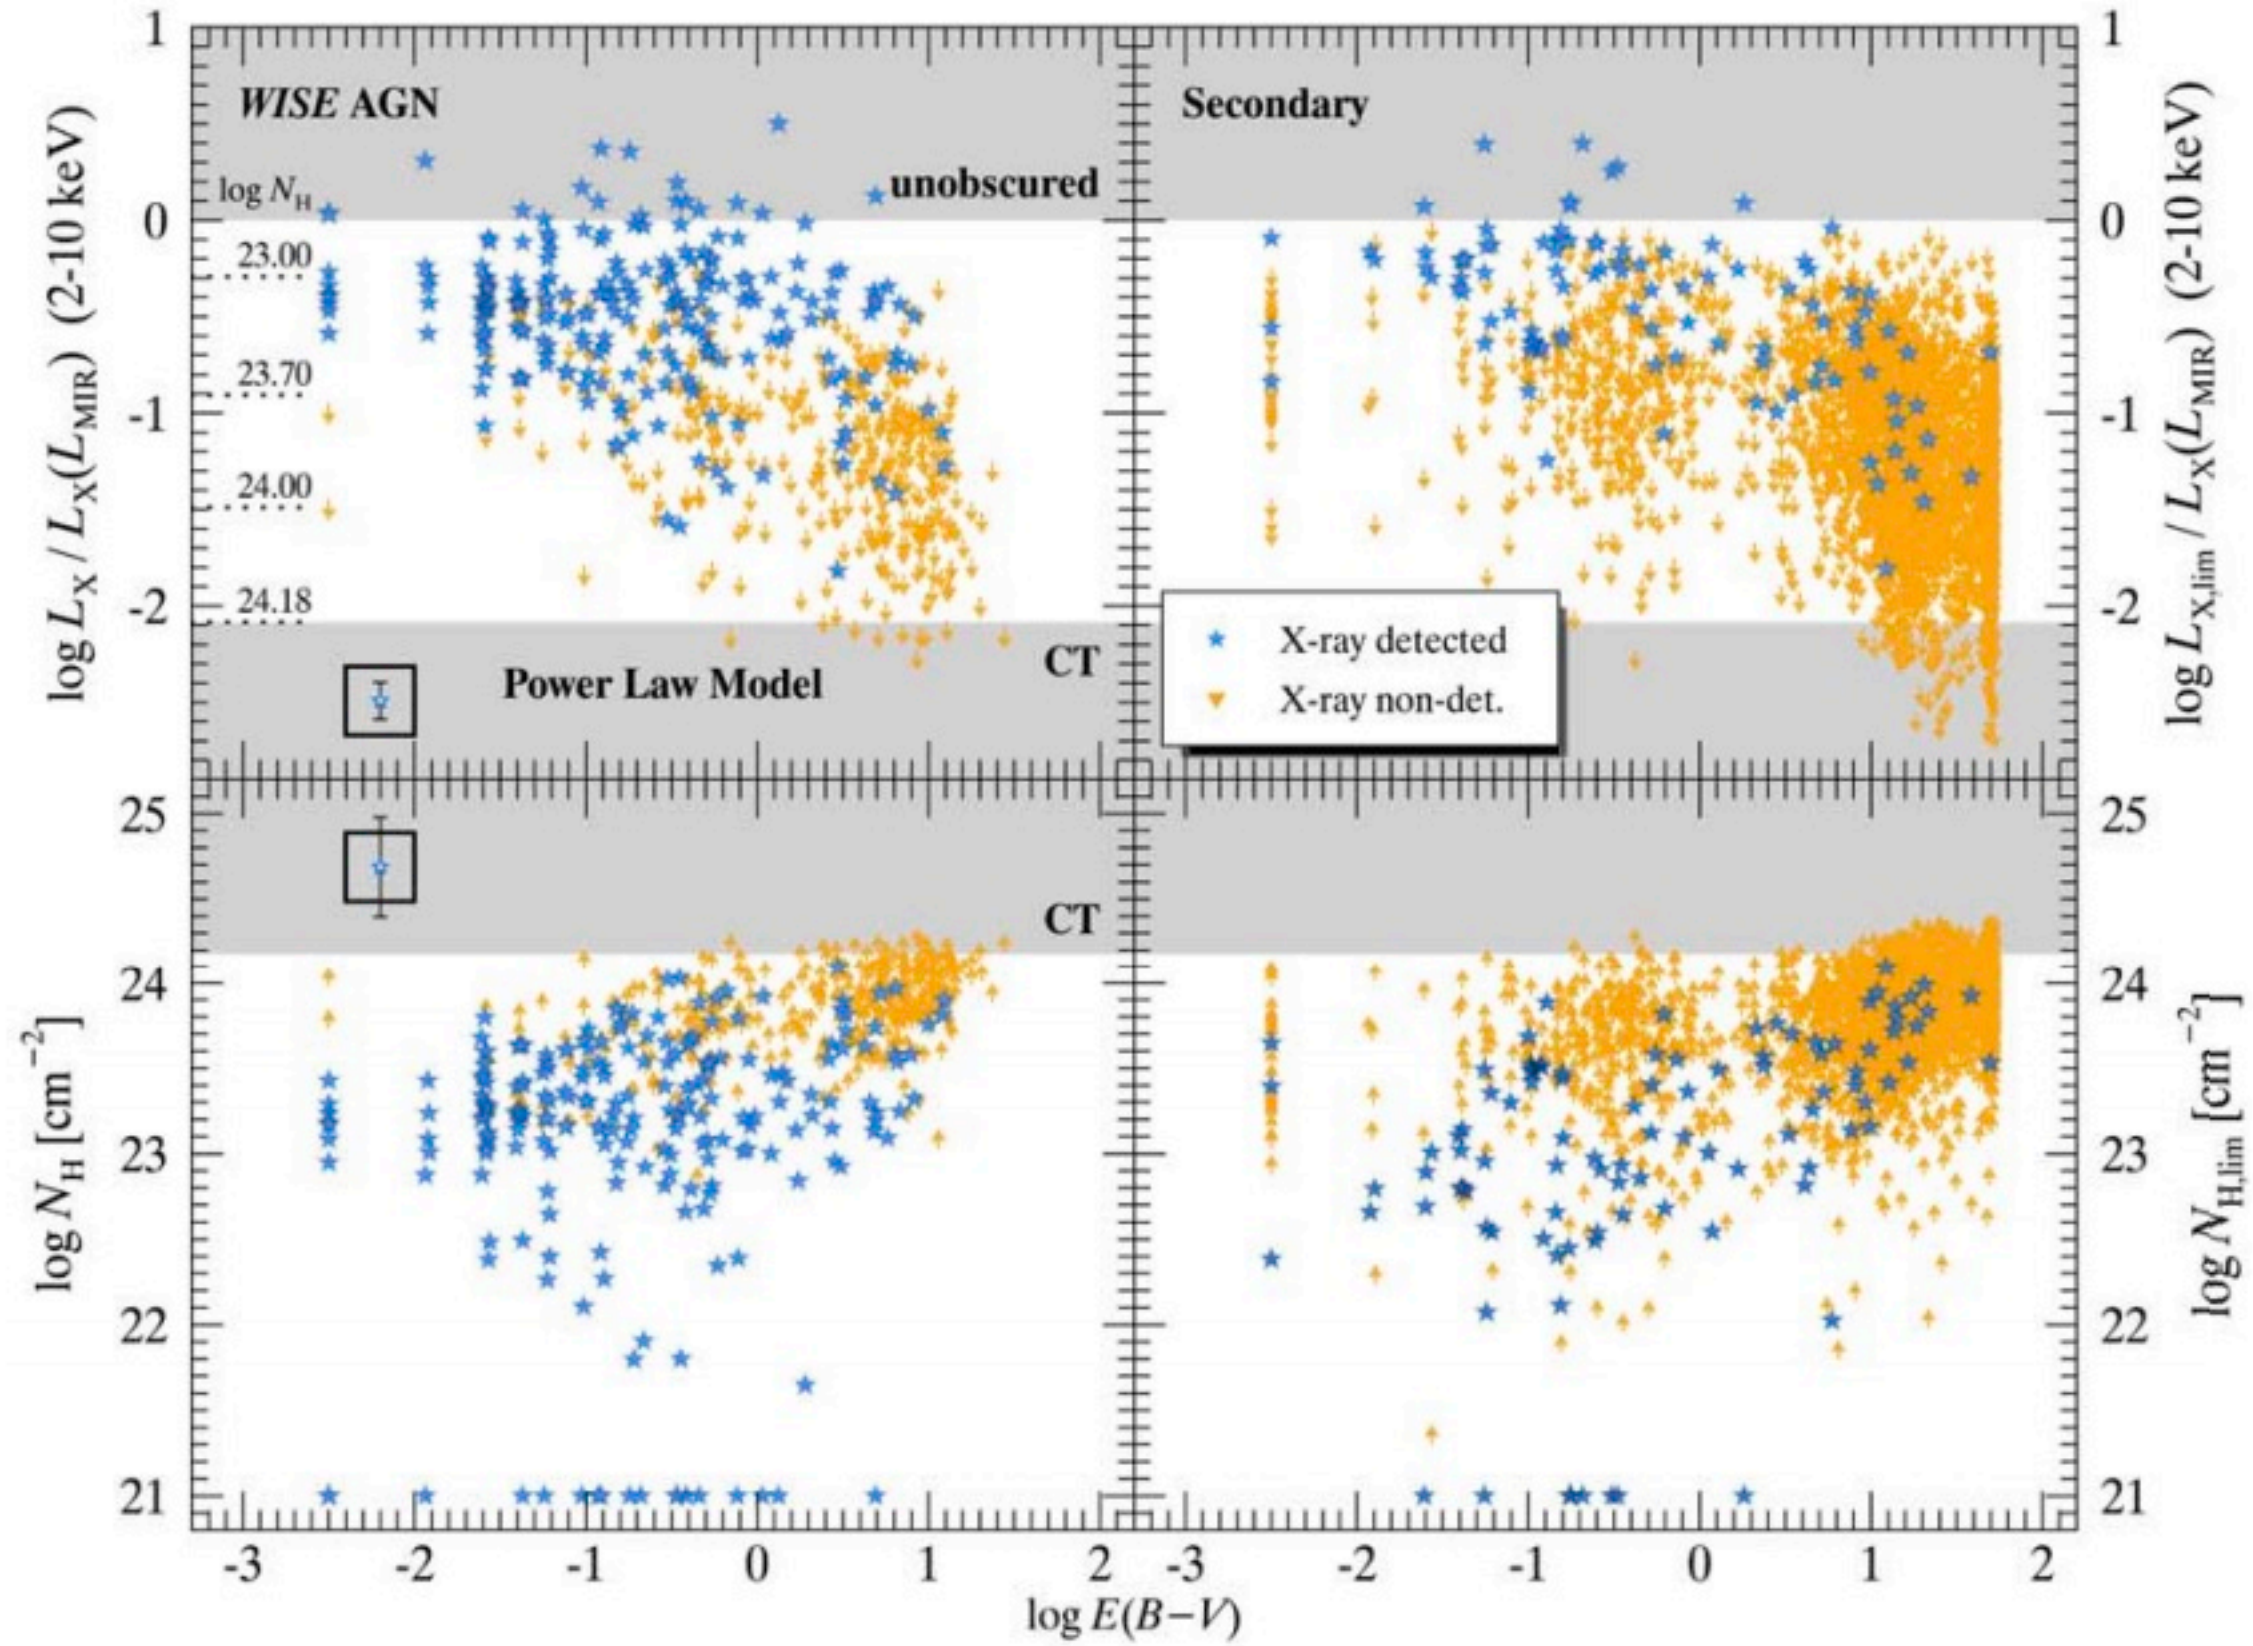 1
0
-1
-2
log L_X / L_X(L_MIR) (2-10 keV)
WISE AGN
unobscured
log N_H
23.00
23.70
24.00
24.18
Power Law Model
CT
Secondary
X-ray detected
X-ray non-det.
1
0
-1
-2
log L_X,lim / L_X(L_MIR) (2-10 keV)
25
24
23
22
21
log N_H [cm^−2]
CT
25
24
23
22
21
log N_H,lim [cm^−2]
-3 -2 -1 0 1 2 -3 -2 -1 0 1 2
log E(B−V)